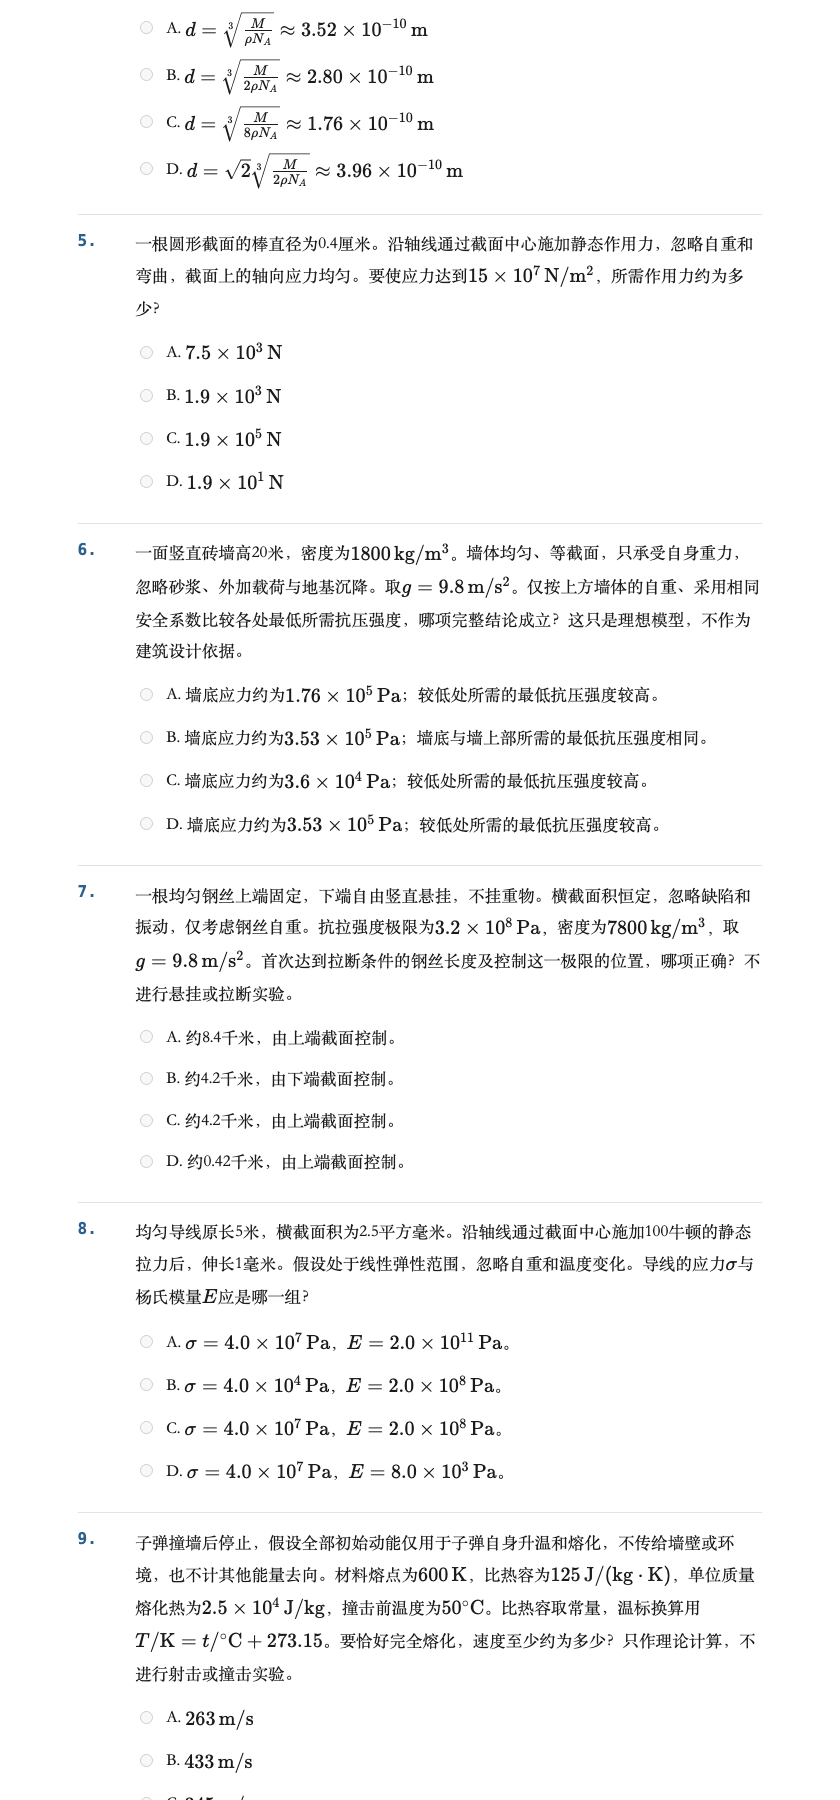 A. d = ∛(M/(ρN_A)) ≈ 3.52 × 10⁻¹⁰ m
B. d = ∛(M/(2ρN_A)) ≈ 2.80 × 10⁻¹⁰ m
C. d = ∛(M/(8ρN_A)) ≈ 1.76 × 10⁻¹⁰ m
D. d = √2 ∛(M/(2ρN_A)) ≈ 3.96 × 10⁻¹⁰ m
5. 一根圆形截面的棒直径为0.4厘米。沿轴线通过截面中心施加静态作用力，忽略自重和
弯曲，截面上的轴向应力均匀。要使应力达到15 × 10⁷ N/m²，所需作用力约为多
少？
A. 7.5 × 10³ N
B. 1.9 × 10³ N
C. 1.9 × 10⁵ N
D. 1.9 × 10¹ N
6. 一面竖直砖墙高20米，密度为1800 kg/m³。墙体均匀、等截面，只承受自身重力，
忽略砂浆、外加载荷与地基沉降。取g = 9.8 m/s²。仅按上方墙体的自重、采用相同
安全系数比较各处最低所需抗压强度，哪项完整结论成立？这只是理想模型，不作为
建筑设计依据。
A. 墙底应力约为1.76 × 10⁵ Pa；较低处所需的最低抗压强度较高。
B. 墙底应力约为3.53 × 10⁵ Pa；墙底与墙上部所需的最低抗压强度相同。
C. 墙底应力约为3.6 × 10⁴ Pa；较低处所需的最低抗压强度较高。
D. 墙底应力约为3.53 × 10⁵ Pa；较低处所需的最低抗压强度较高。
7. 一根均匀钢丝上端固定，下端自由竖直悬挂，不挂重物。横截面积恒定，忽略缺陷和
振动，仅考虑钢丝自重。抗拉强度极限为3.2 × 10⁸ Pa，密度为7800 kg/m³，取
g = 9.8 m/s²。首次达到拉断条件的钢丝长度及控制这一极限的位置，哪项正确？不
进行悬挂或拉断实验。
A. 约8.4千米，由上端截面控制。
B. 约4.2千米，由下端截面控制。
C. 约4.2千米，由上端截面控制。
D. 约0.42千米，由上端截面控制。
8. 均匀导线原长5米，横截面积为2.5平方毫米。沿轴线通过截面中心施加100牛顿的静态
拉力后，伸长1毫米。假设处于线性弹性范围，忽略自重和温度变化。导线的应力σ与
杨氏模量E应是哪一组？
A. σ = 4.0 × 10⁷ Pa，E = 2.0 × 10¹¹ Pa。
B. σ = 4.0 × 10⁴ Pa，E = 2.0 × 10⁸ Pa。
C. σ = 4.0 × 10⁷ Pa，E = 2.0 × 10⁸ Pa。
D. σ = 4.0 × 10⁷ Pa，E = 8.0 × 10³ Pa。
9. 子弹撞墙后停止，假设全部初始动能仅用于子弹自身升温和熔化，不传给墙壁或环
境，也不计其他能量去向。材料熔点为600 K，比热容为125 J/(kg · K)，单位质量
熔化热为2.5 × 10⁴ J/kg，撞击前温度为50°C。比热容取常量，温标换算用
T/K = t/°C + 273.15。要恰好完全熔化，速度至少约为多少？只作理论计算，不
进行射击或撞击实验。
A. 263 m/s
B. 433 m/s